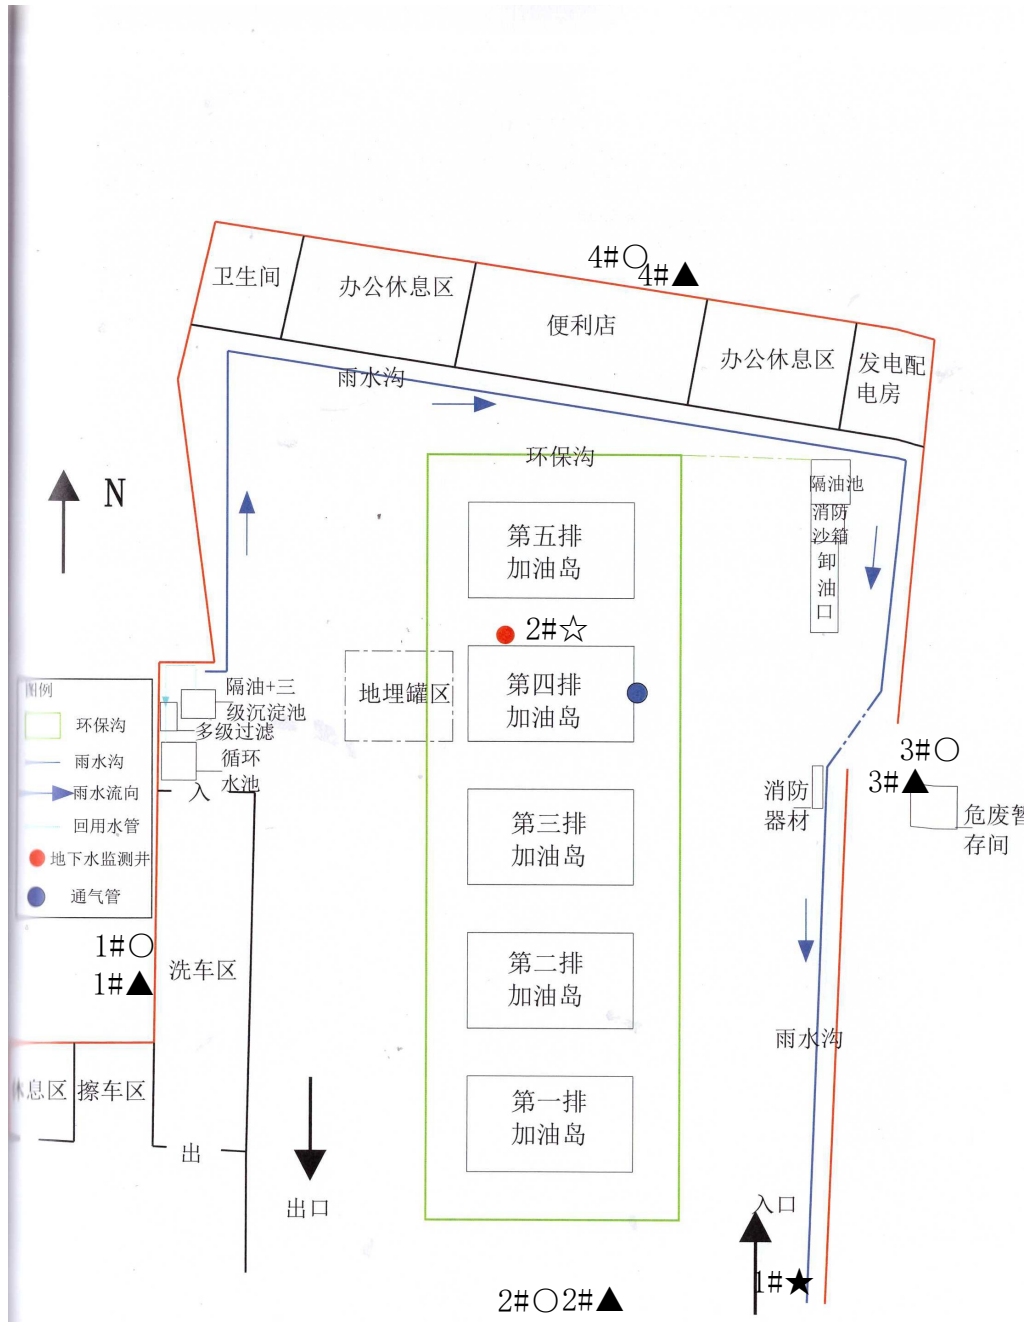 4#○
4#▲
卫生间
办公休息区
便利店
办公休息区
发电配
电房
雨水沟
环保沟
N
隔油池
消防
沙箱
卸
油
口
第五排
加油岛
2#☆
地埋罐区
第四排
加油岛
隔油+三
级沉淀池
多级过滤
循环
水池
入
图例
环保沟
雨水沟
雨水流向
回用水管
地下水监测井
通气管
消防
器材
3#○
3#▲
危废暂
存间
第三排
加油岛
1#○
1#▲
洗车区
第二排
加油岛
雨水沟
休息区
擦车区
第一排
加油岛
出
出口
入口
1#★
2#○2#▲